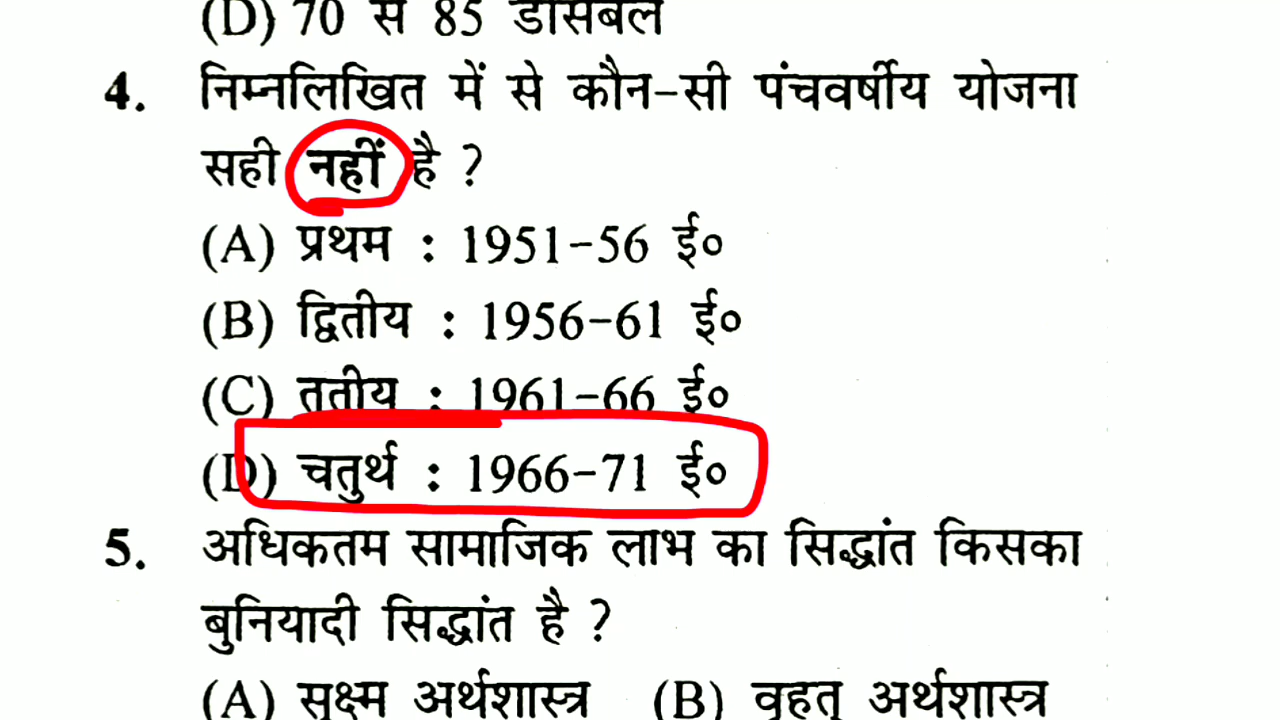 (D) 70 से 85 डेसिबल
4. निम्नलिखित में से कौन-सी पंचवर्षीय योजना
सही नहीं है ?
(A) प्रथम : 1951-56 ई०
(B) द्वितीय : 1956-61 ई०
(C) तृतीय : 1961-66 ई०
(D) चतुर्थ : 1966-71 ई०
5. अधिकतम सामाजिक लाभ का सिद्धांत किसका
बुनियादी सिद्धांत है ?
(A) सूक्ष्म अर्थशास्त्र (B) वृहत् अर्थशास्त्र